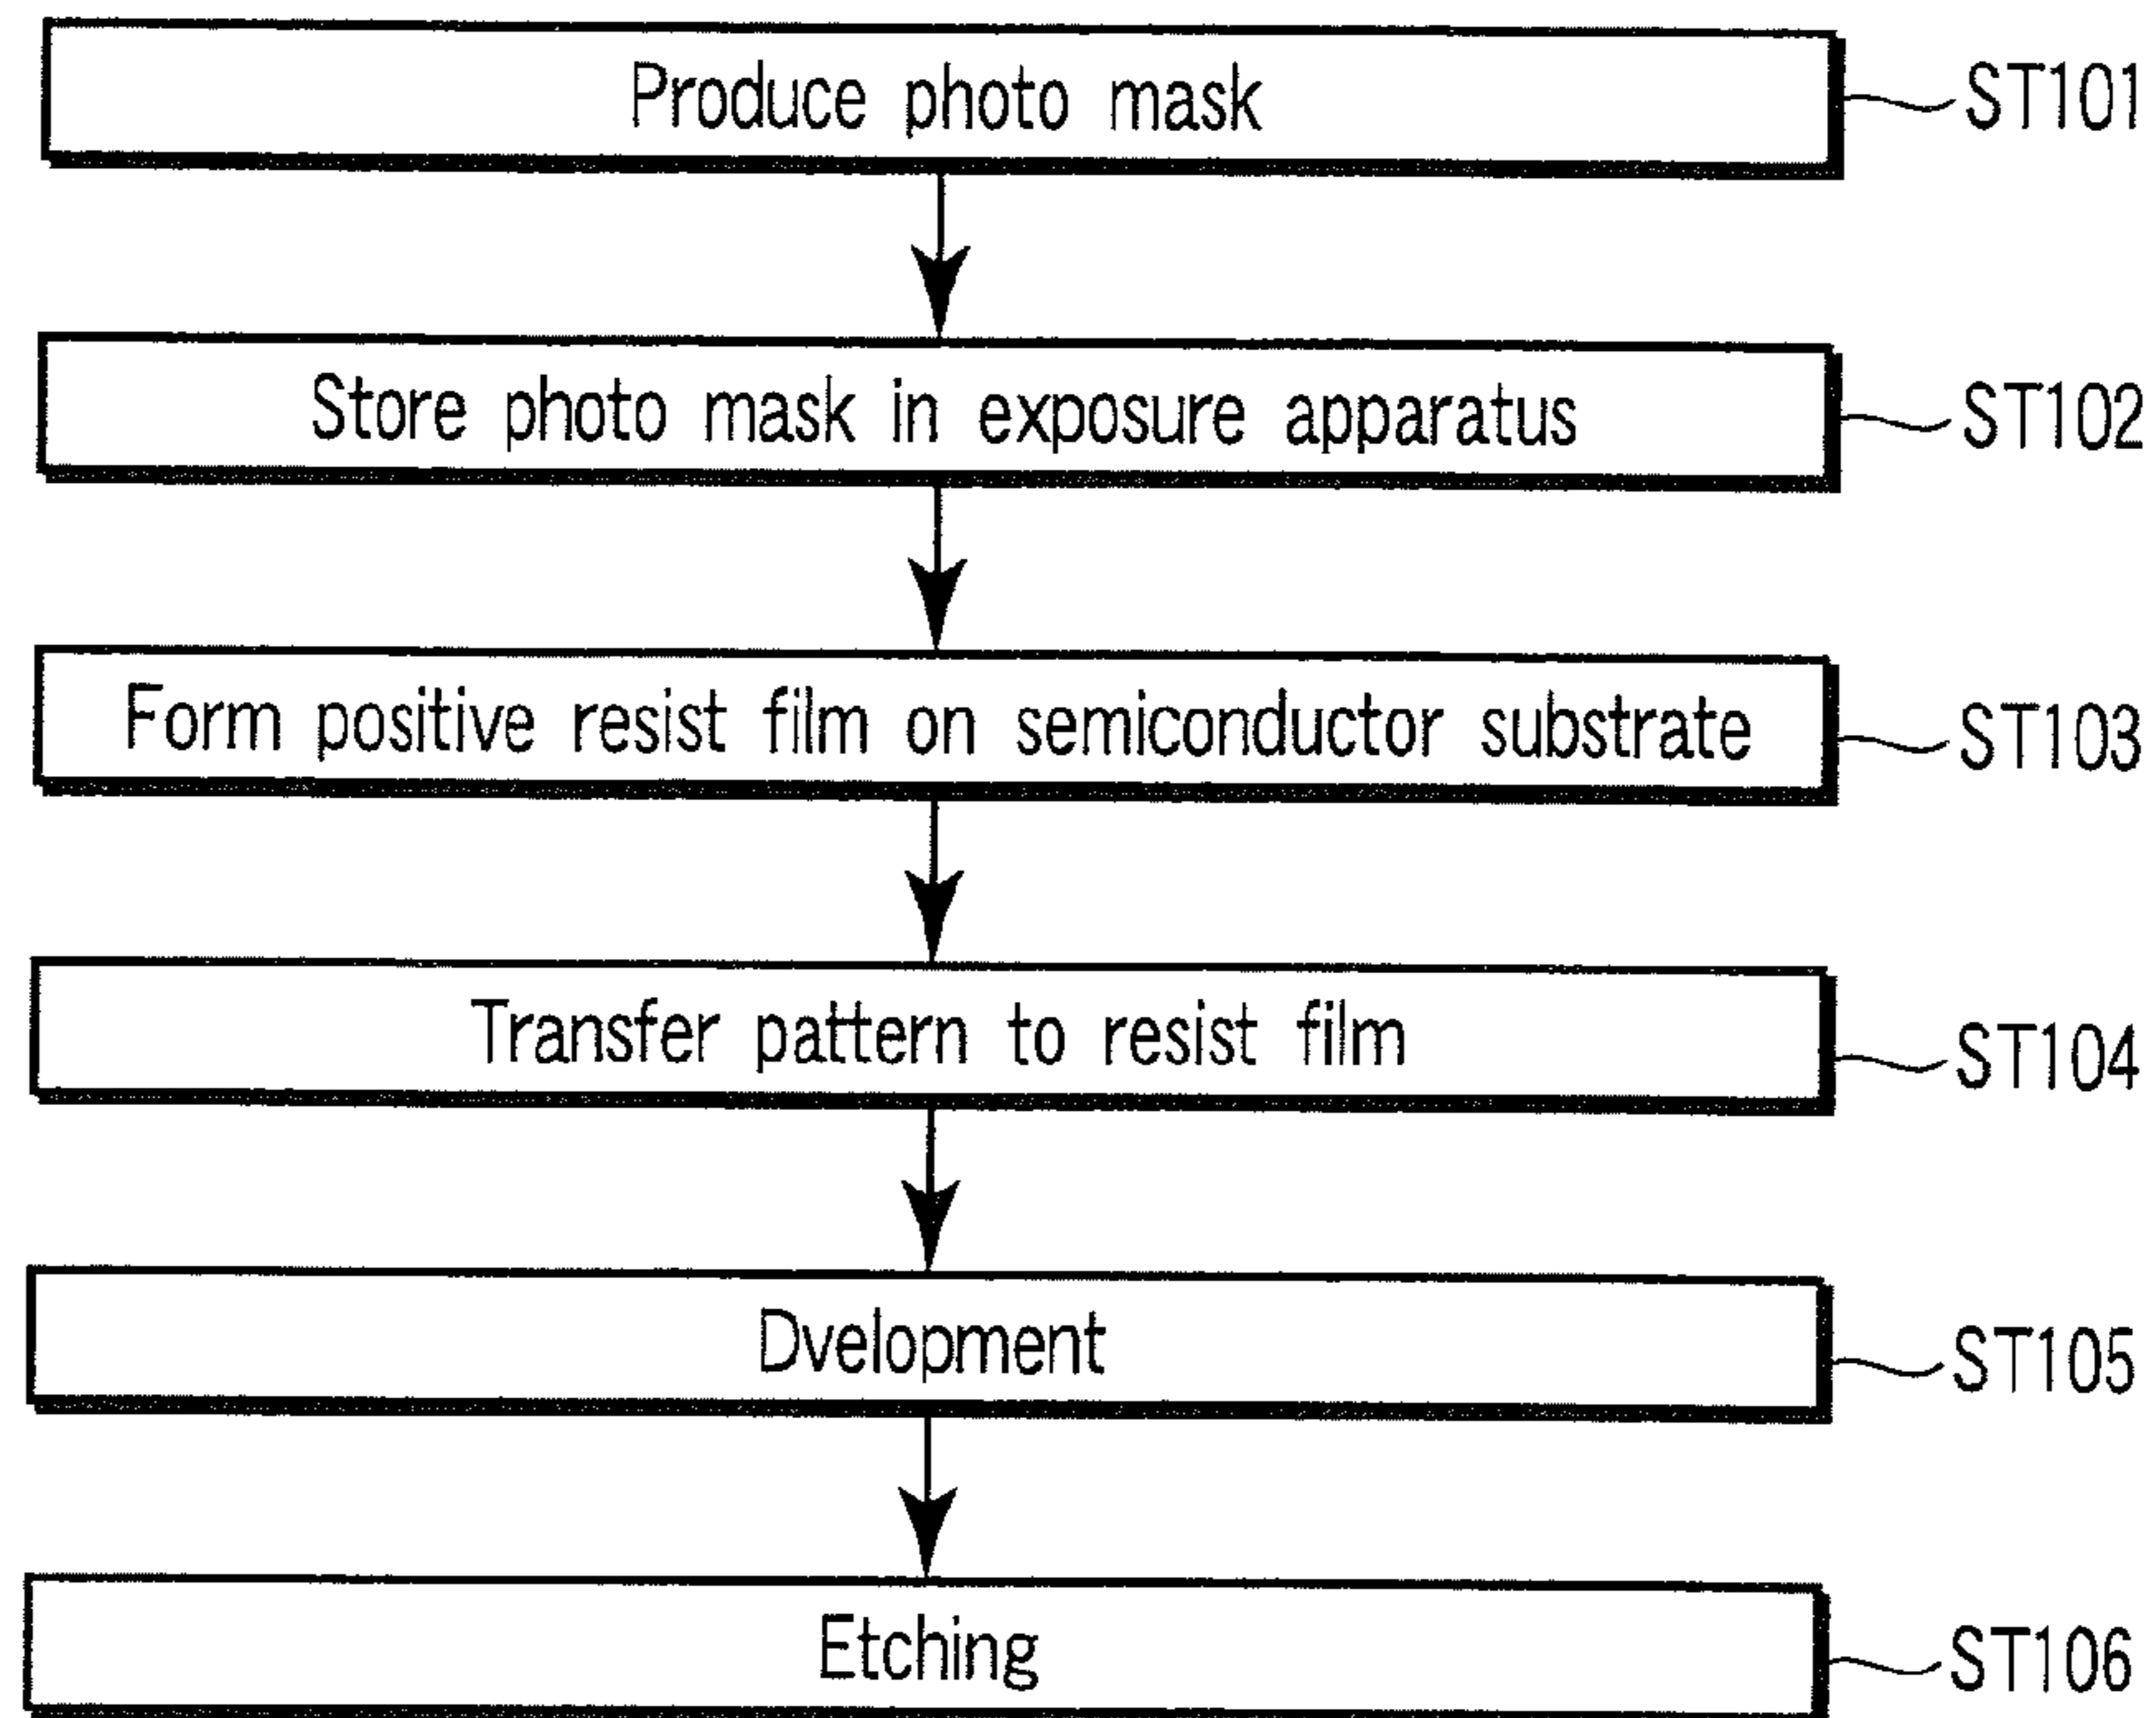 Produce photo mask
ST101
Store photo mask in exposure apparatus
ST102
Form positive resist film on semiconductor substrate
ST103
Transfer pattern to resist film
ST104
Dvelopment
ST105
Etching
ST106